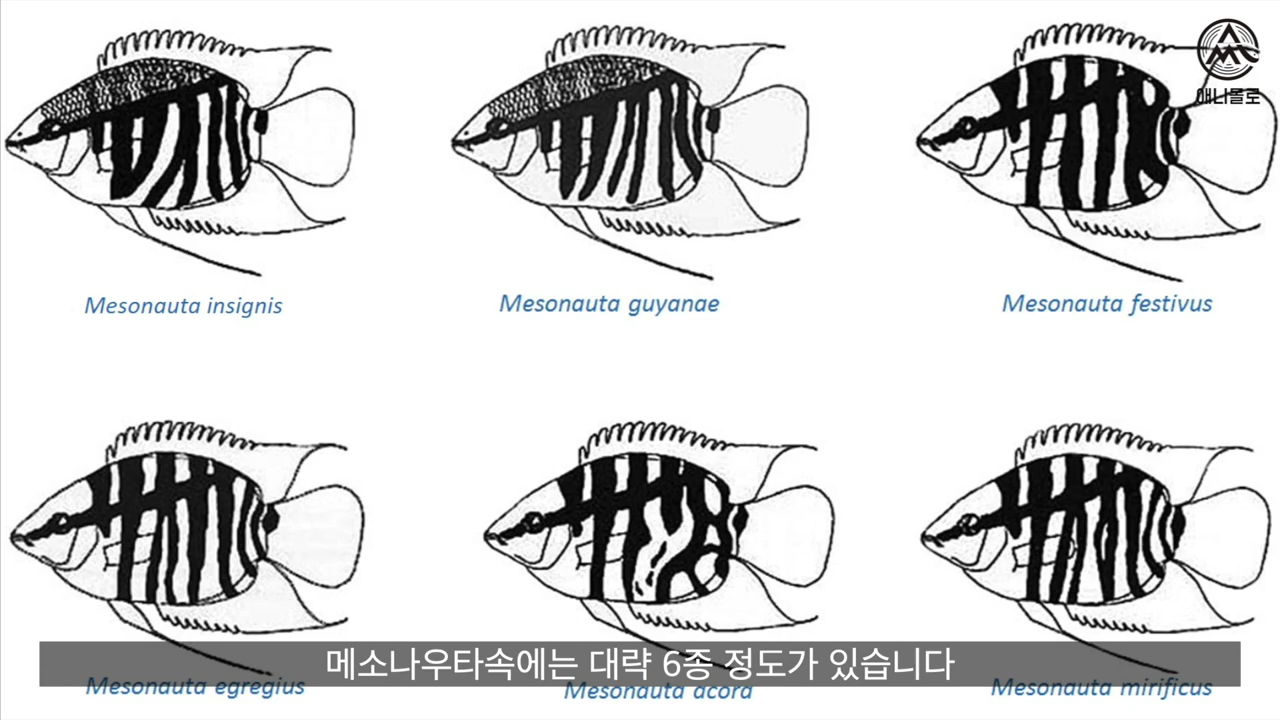 애니몰로
Mesonauta insignis
Mesonauta guyanae
Mesonauta festivus
메소나우타속에는 대략 6종 정도가 있습니다
Mesonauta egregius
Mesonauta acora
Mesonauta mirificus